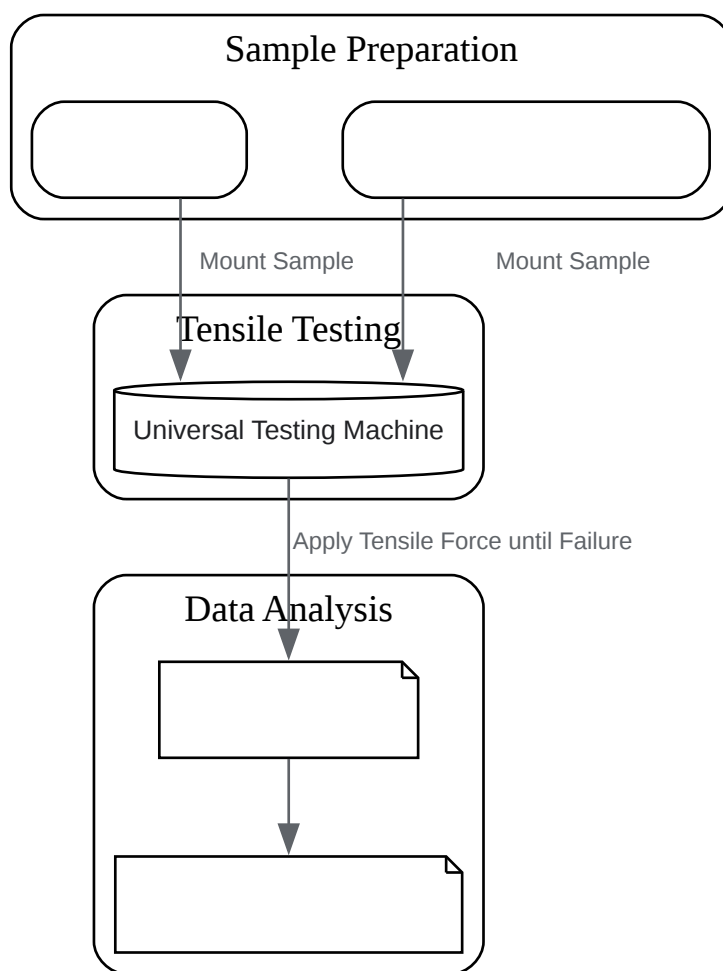 Sample Preparation
Mount Sample
Mount Sample
Tensile Testing
Universal Testing Machine
Apply Tensile Force until Failure
Data Analysis